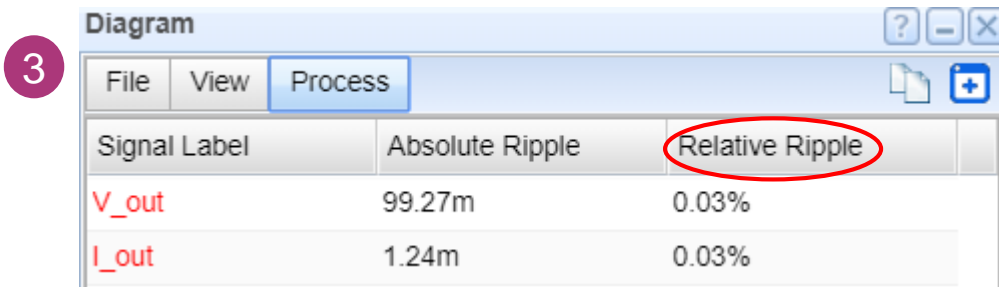 Diagram
3
File View Process
Signal Label Absolute Ripple Relative Ripple
V_out 99.27m 0.03%
I_out 1.24m 0.03%